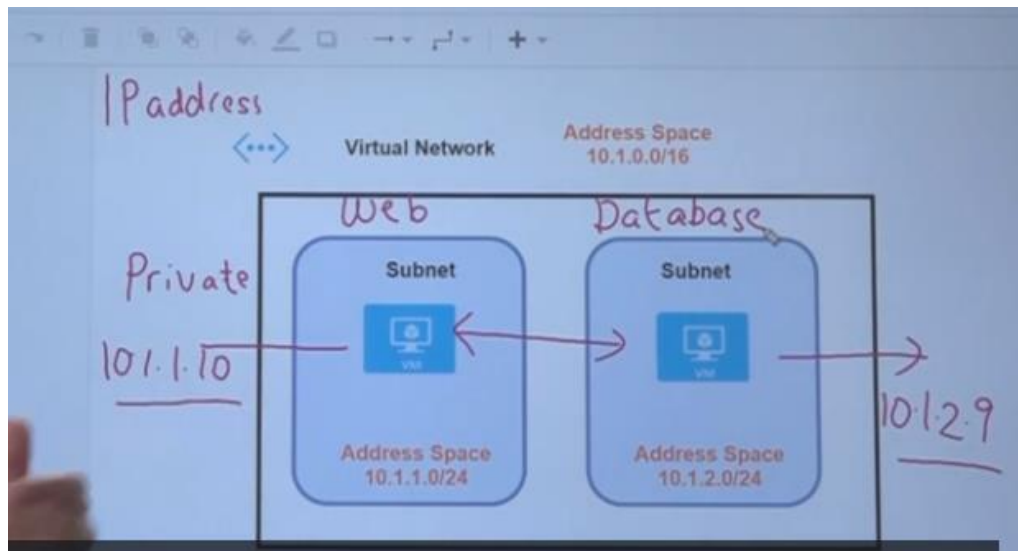 IP address
Virtual Network
Address Space
10.1.0.0/16
Web
Database
Private
Subnet
Subnet
VM
VM
101.1.10
10.1.2.9
Address Space
10.1.1.0/24
Address Space
10.1.2.0/24